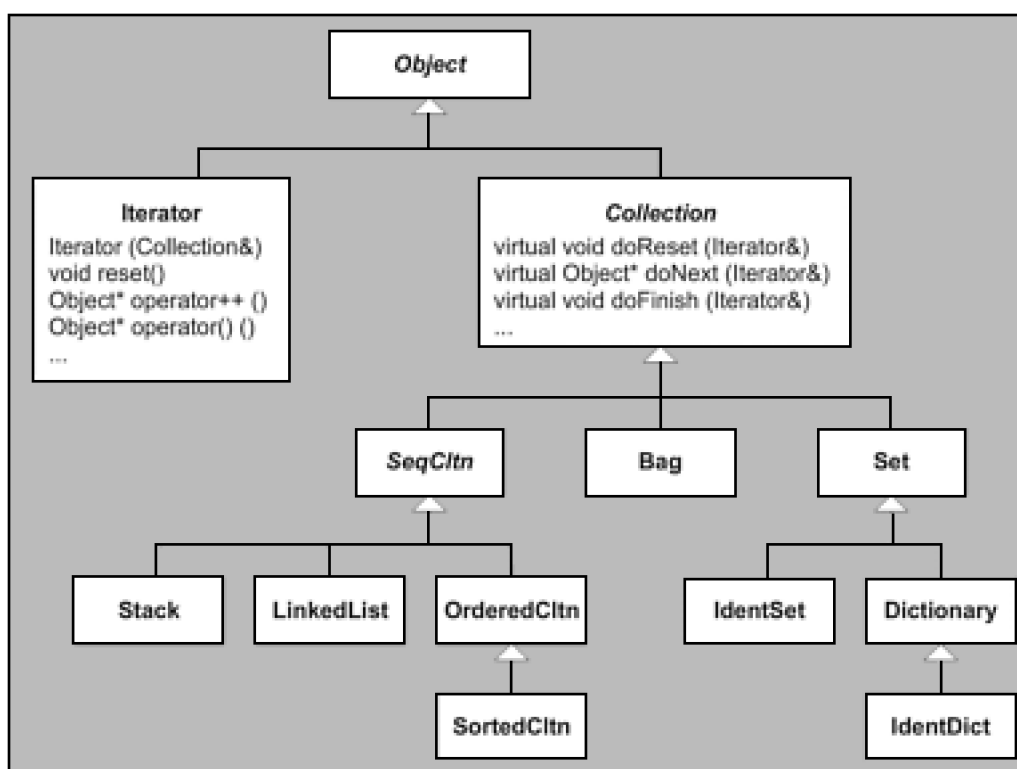 Object
Iterator
Iterator (Collection&)
void reset()
Object* operator++ ()
Object* operator() ()
...
Collection
virtual void doReset (Iterator&)
virtual Object* doNext (Iterator&)
virtual void doFinish (Iterator&)
...
SeqCltn
Bag
Set
Stack
LinkedList
OrderedCltn
IdentSet
Dictionary
SortedCltn
IdentDict